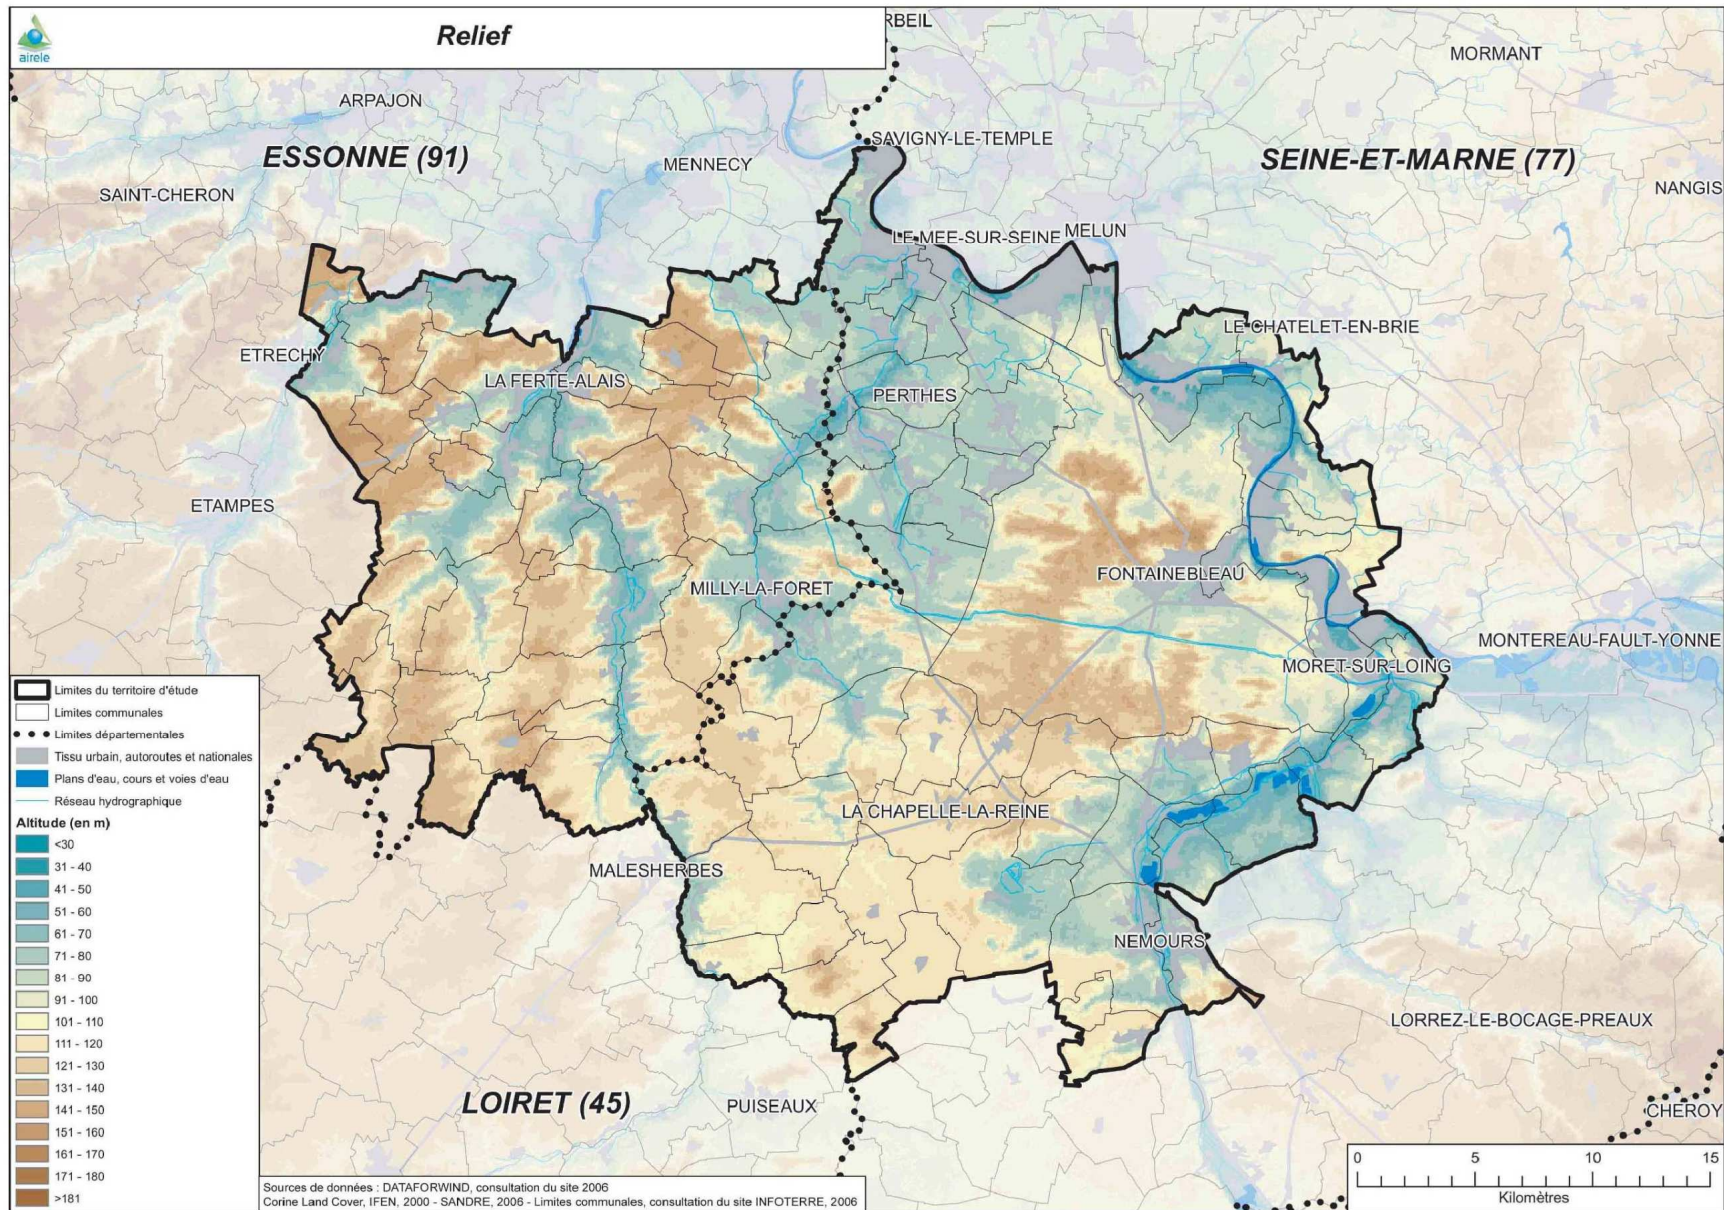 airele
Relief
RBEIL
MORMANT
ARPAJON
SAVIGNY-LE-TEMPLE
ESSONNE (91)
MENNECY
SEINE-ET-MARNE (77)
SAINT-CHERON
NANGIS
LE MEE-SUR-SEINE
MELUN
LE CHATELET-EN-BRIE
ETRECHY
LA FERTE-ALAIS
PERTHES
ETAMPES
FONTAINEBLEAU
MILLY-LA-FORET
MONTEREAU-FAULT-YONNE
MORET-SUR-LOING
LA CHAPELLE-LA-REINE
MALESHERBES
NEMOURS
LORREZ-LE-BOCAGE-PREAUX
LOIRET (45)
PUISEAUX
CHEROY
Limites du territoire d'étude
Limites communales
Limites départementales
Tissu urbain, autoroutes et nationales
Plans d'eau, cours et voies d'eau
Réseau hydrographique
Altitude (en m)
<30
31 - 40
41 - 50
51 - 60
61 - 70
71 - 80
81 - 90
91 - 100
101 - 110
111 - 120
121 - 130
131 - 140
141 - 150
151 - 160
161 - 170
171 - 180
>181
Sources de données : DATAFORWIND, consultation du site 2006
Corine Land Cover, IFEN, 2000 - SANDRE, 2006 - Limites communales, consultation du site INFOTERRE, 2006
0 5 10 15
Kilomètres